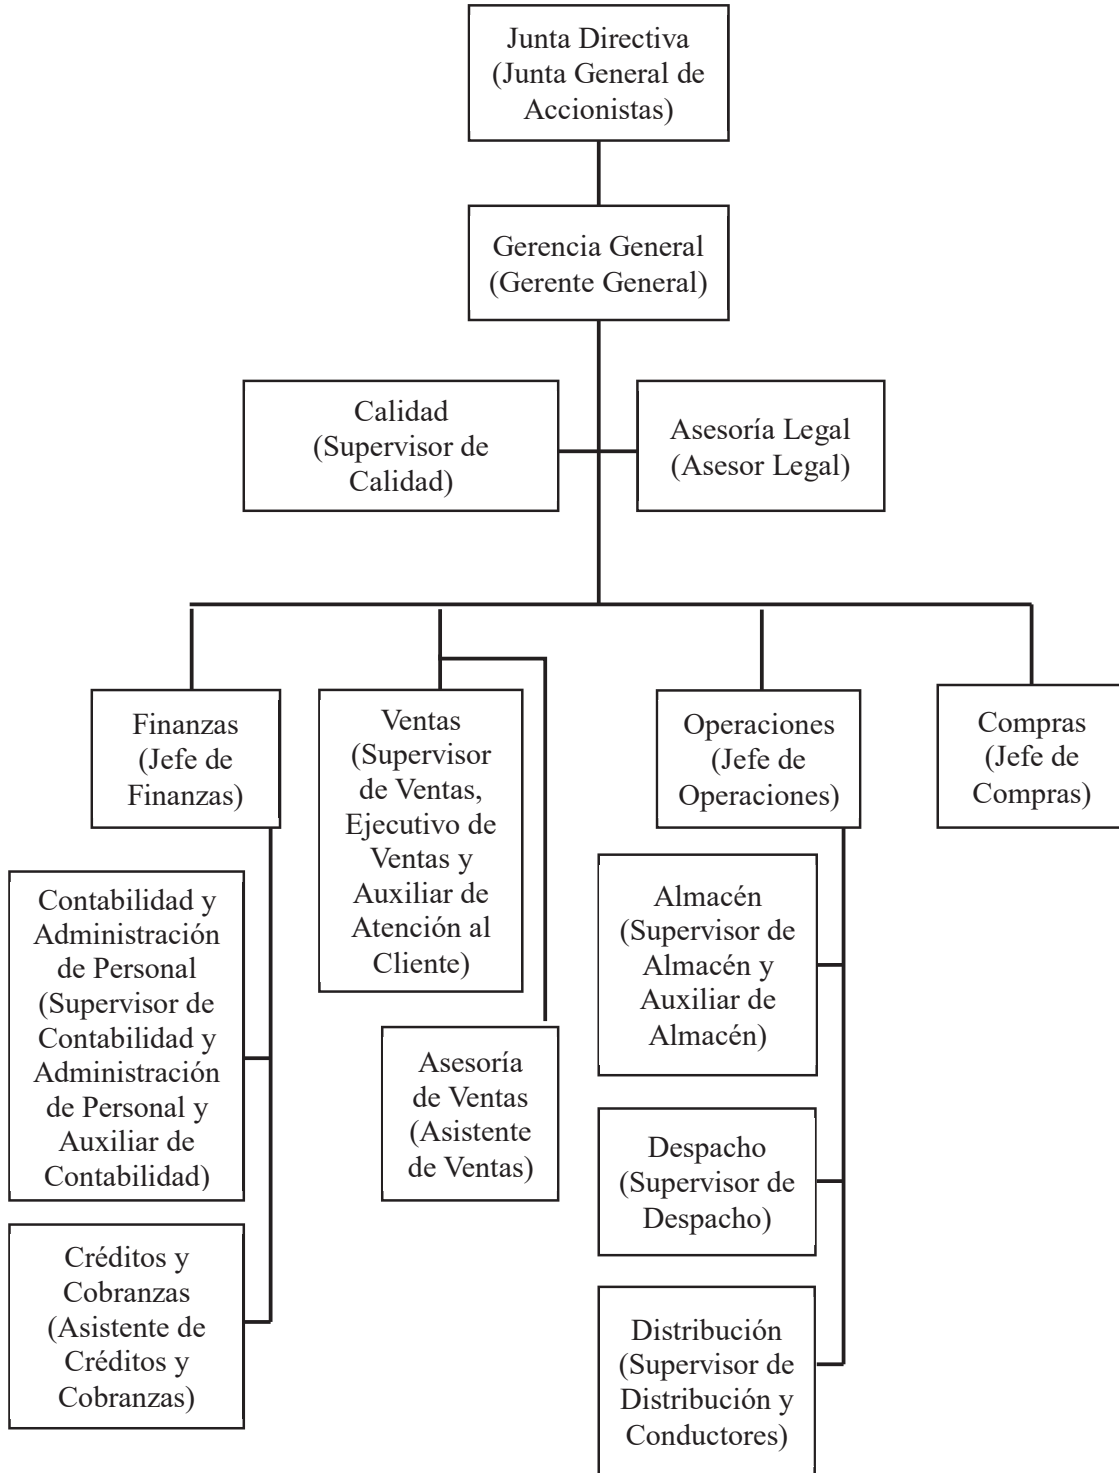 Junta Directiva
(Junta General de
Accionistas)
Gerencia General
(Gerente General)
Calidad
(Supervisor de
Calidad)
Asesoría Legal
(Asesor Legal)
Finanzas
(Jefe de
Finanzas)
Ventas
(Supervisor
de Ventas,
Ejecutivo de
Ventas y
Auxiliar de
Atención al
Cliente)
Operaciones
(Jefe de
Operaciones)
Compras
(Jefe de
Compras)
Contabilidad y
Administración
de Personal
(Supervisor de
Contabilidad y
Administración
de Personal y
Auxiliar de
Contabilidad)
Almacén
(Supervisor de
Almacén y
Auxiliar de
Almacén)
Asesoría
de Ventas
(Asistente
de Ventas)
Despacho
(Supervisor de
Despacho)
Créditos y
Cobranzas
(Asistente de
Créditos y
Cobranzas)
Distribución
(Supervisor de
Distribución y
Conductores)